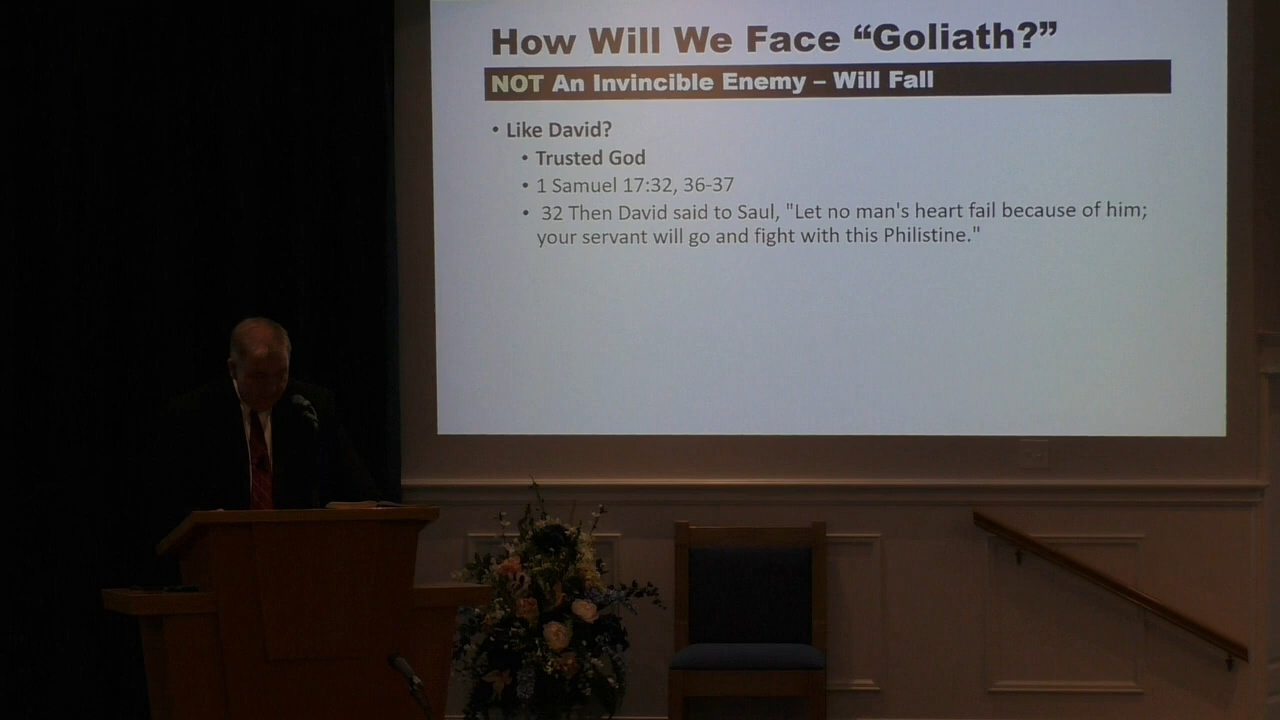 How Will We Face “Goliath?”
NOT An Invincible Enemy – Will Fall
• Like David?
• Trusted God
• 1 Samuel 17:32, 36-37
• 32 Then David said to Saul, "Let no man's heart fail because of him;
your servant will go and fight with this Philistine."